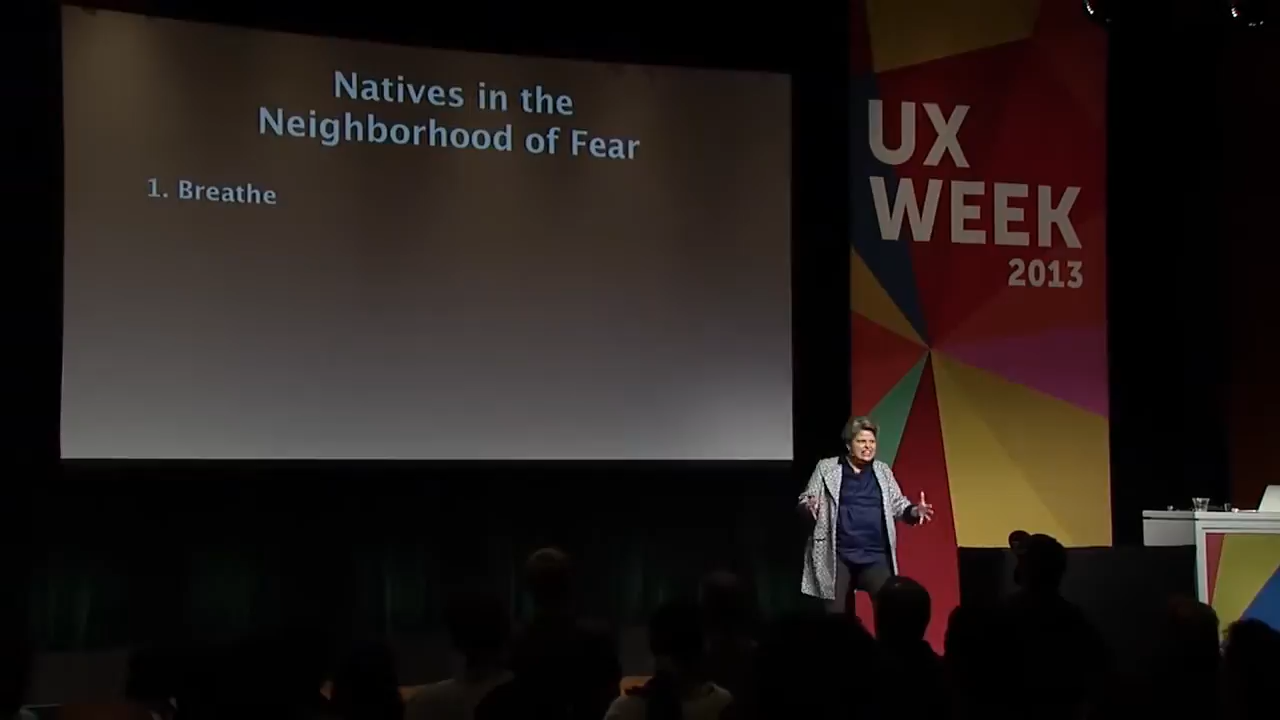 Natives in the
Neighborhood of Fear
1. Breathe
UX
WEEK
2013